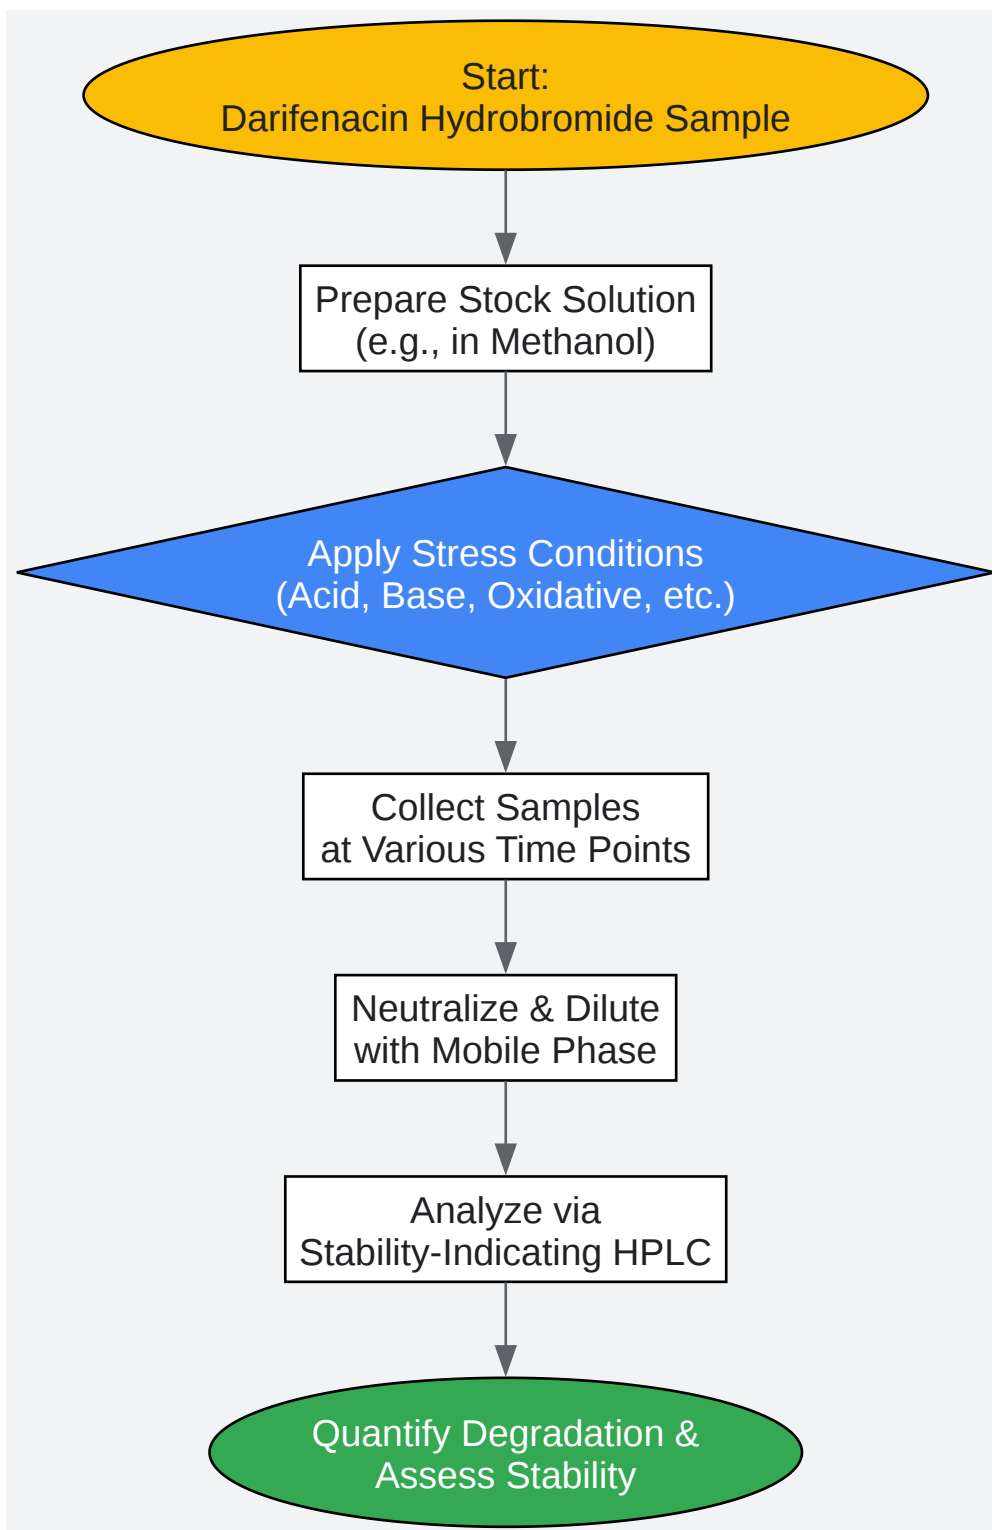 Start:
Darifenacin Hydrobromide Sample
Prepare Stock Solution
(e.g., in Methanol)
Apply Stress Conditions
(Acid, Base, Oxidative, etc.)
Collect Samples
at Various Time Points
Neutralize & Dilute
with Mobile Phase
Analyze via
Stability-Indicating HPLC
Quantify Degradation &
Assess Stability